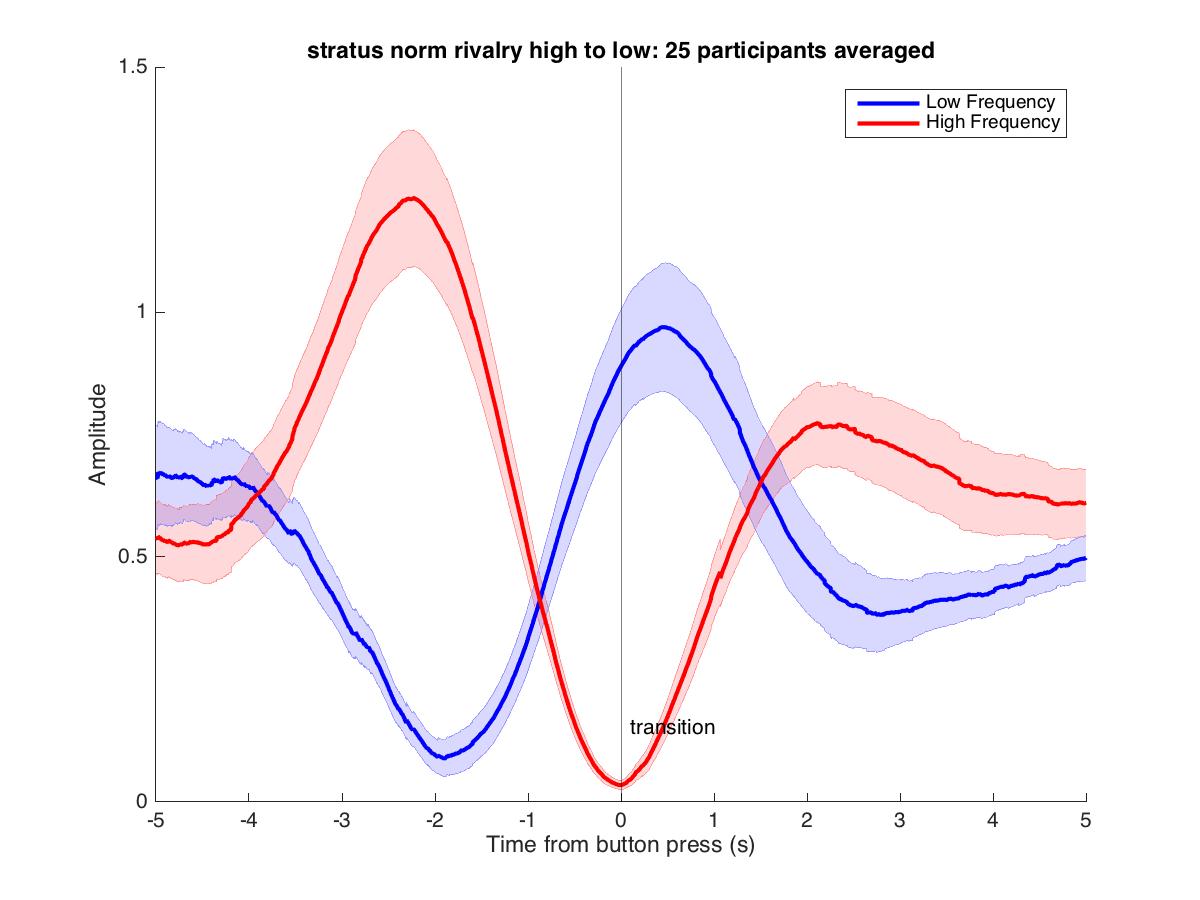 stratus norm rivalry high to low: 25 participants averaged
1.5
Low Frequency
High Frequency
1
Amplitude
0.5
transition
0
-5 -4 -3 -2 -1 0 1 2 3 4 5
Time from button press (s)